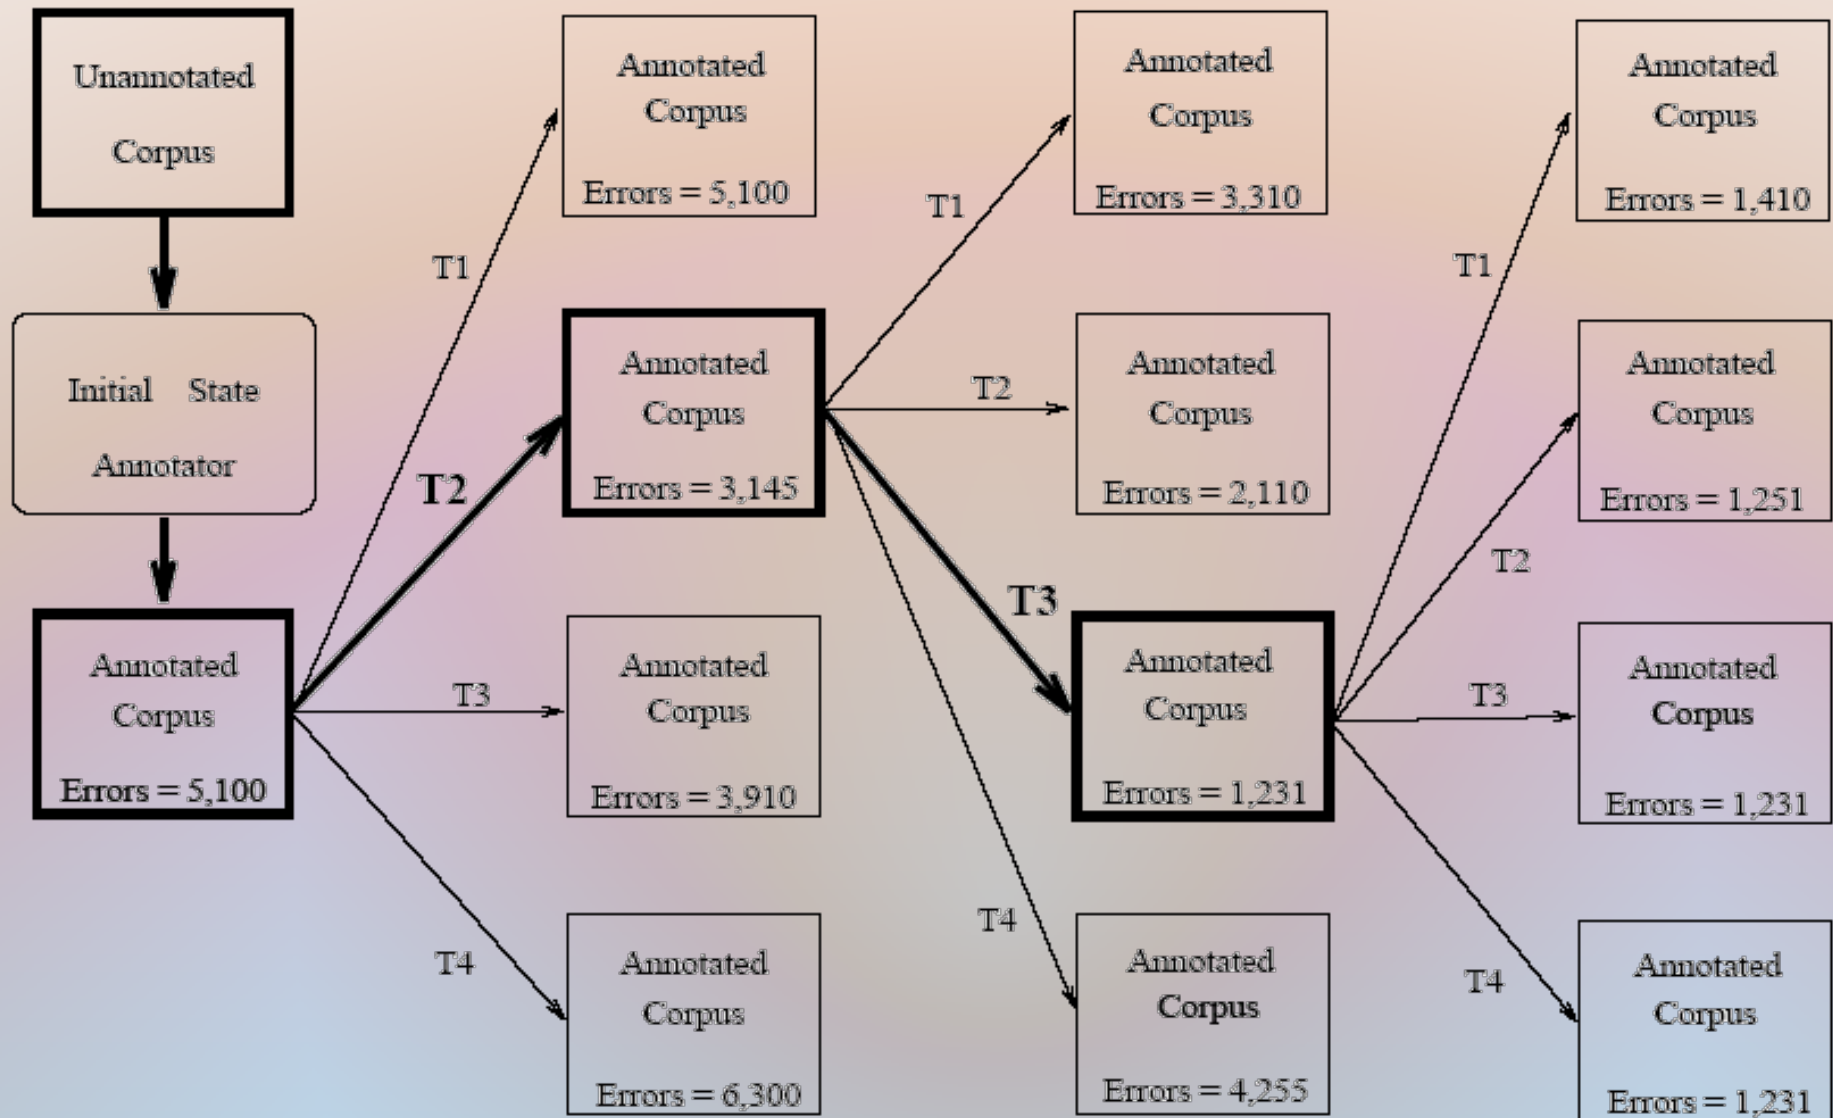 Unannotated
Corpus
Initial State
Annotator
Annotated
Corpus
Errors = 5,100
T1
T2
T3
T4
Annotated
Corpus
Errors = 5,100
Annotated
Corpus
Errors = 3,145
Annotated
Corpus
Errors = 3,910
Annotated
Corpus
Errors = 6,300
T1
T2
T3
T4
Annotated
Corpus
Errors = 3,310
Annotated
Corpus
Errors = 2,110
Annotated
Corpus
Errors = 1,231
Annotated
Corpus
Errors = 4,255
T1
T2
T3
T4
Annotated
Corpus
Errors = 1,410
Annotated
Corpus
Errors = 1,251
Annotated
Corpus
Errors = 1,231
Annotated
Corpus
Errors = 1,231